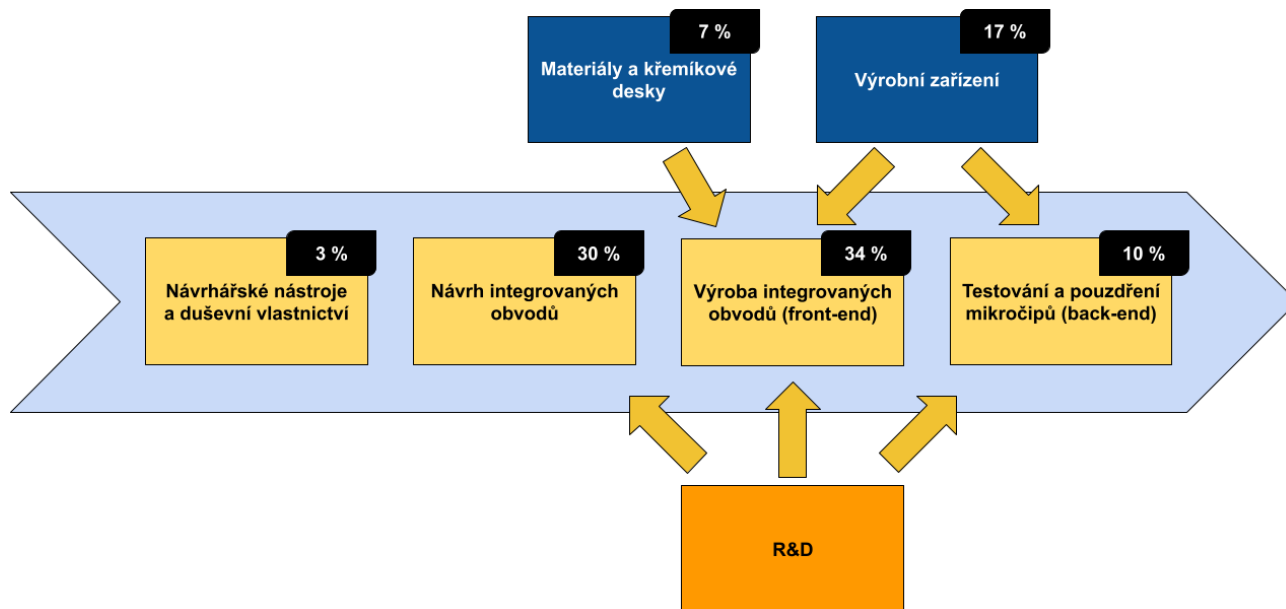 7 %
Materiály a křemíkové
desky
17 %
Výrobní zařízení
3 %
Návrhářské nástroje
a duševní vlastnictví
30 %
Návrh integrovaných
obvodů
34 %
Výroba integrovaných
obvodů (front-end)
10 %
Testování a pouzdření
mikročipů (back-end)
R&D